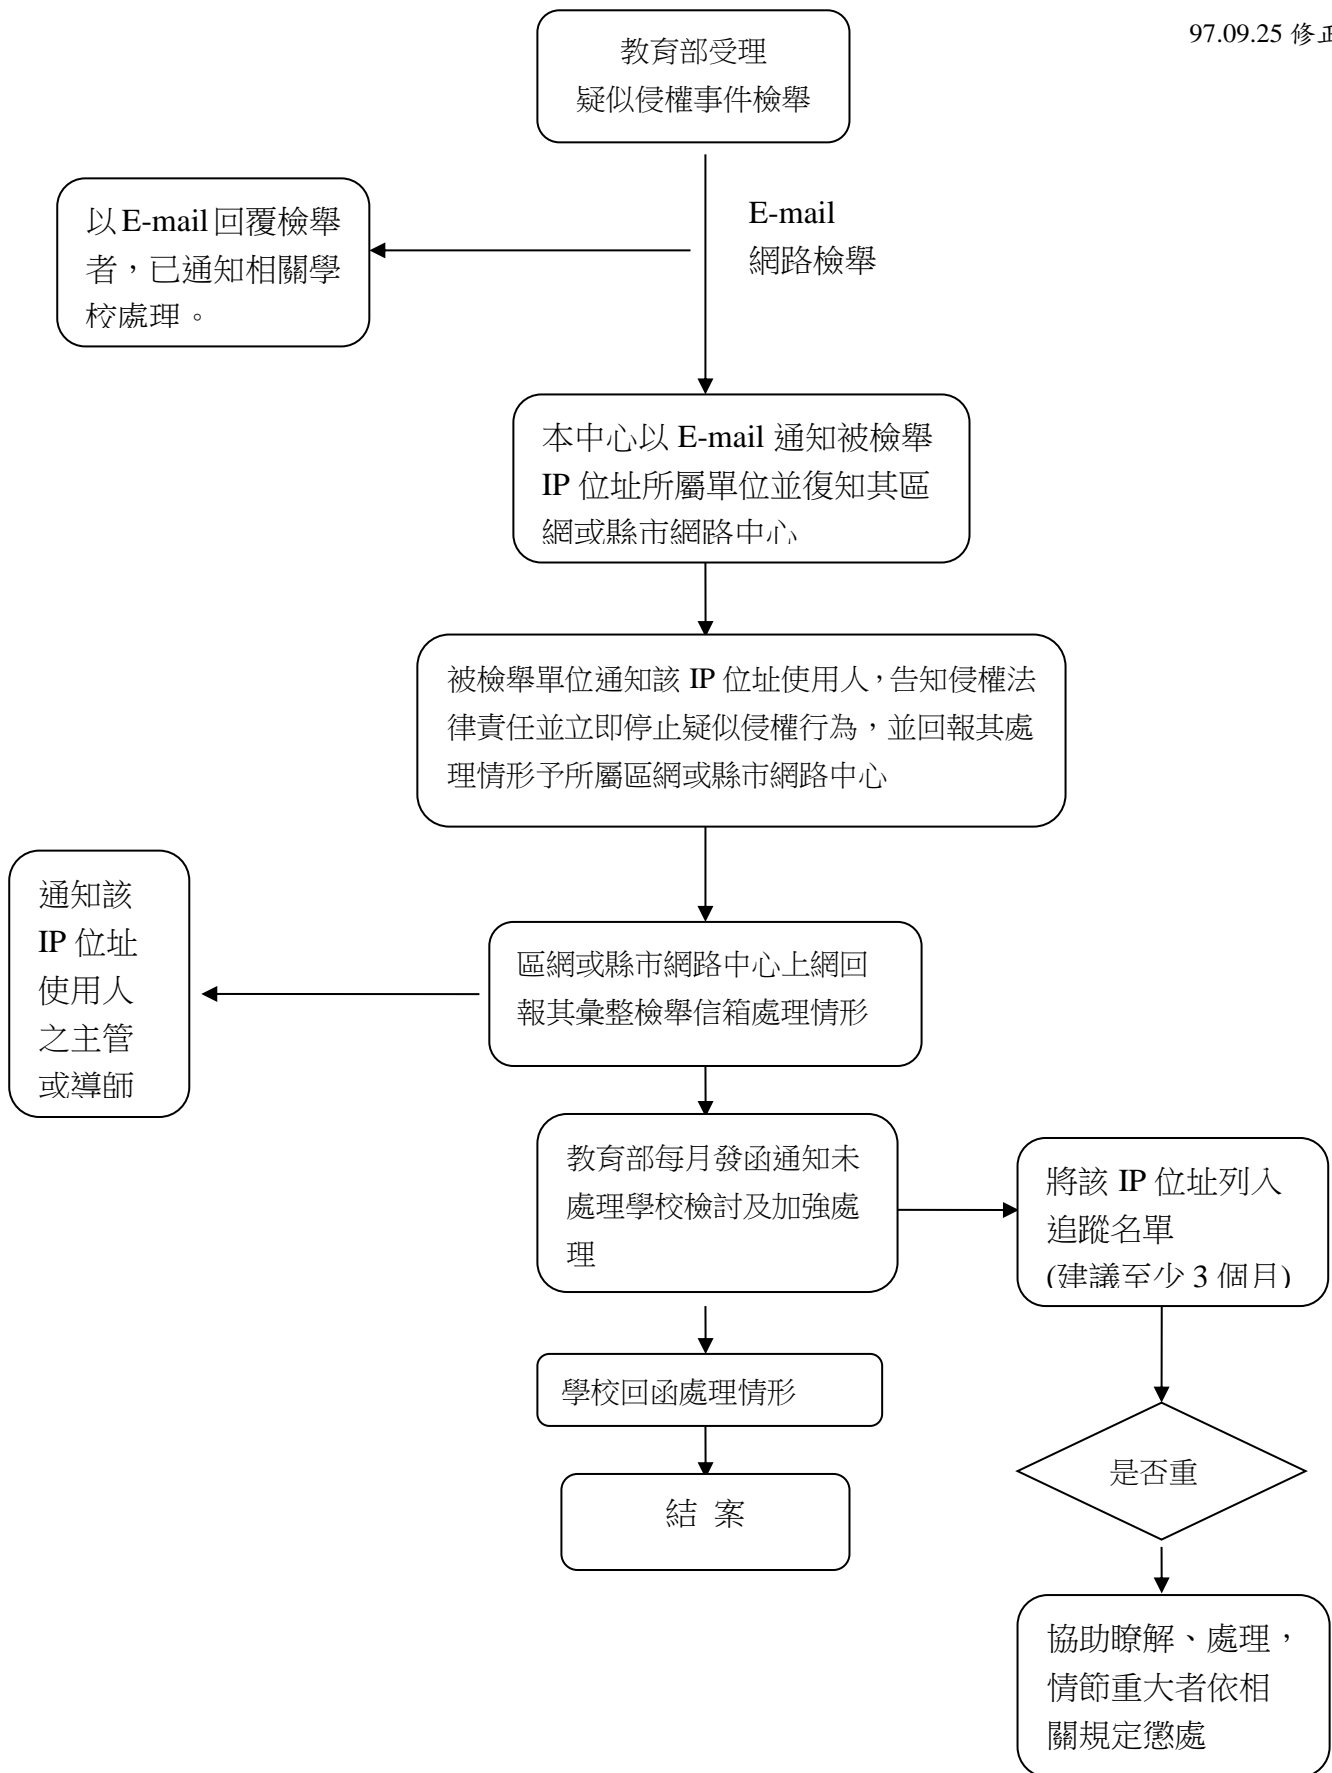 97.09.25 修正
教育部受理
疑似侵權事件檢舉
E-mail
網路檢舉
以 E-mail 回覆檢舉
者，已通知相關學
校處理。
本中心以 E-mail 通知被檢舉
IP 位址所屬單位並復知其區
網或縣市網路中心
被檢舉單位通知該 IP 位址使用人，告知侵權法
律責任並立即停止疑似侵權行為，並回報其處
理情形予所屬區網或縣市網路中心
通知該
IP 位址
使用人
之主管
或導師
區網或縣市網路中心上網回
報其彙整檢舉信箱處理情形
教育部每月發函通知未
處理學校檢討及加強處
理
將該 IP 位址列入
追蹤名單
(建議至少 3 個月)
學校回函處理情形
結 案
是否重
協助瞭解、處理，
情節重大者依相
關規定懲處